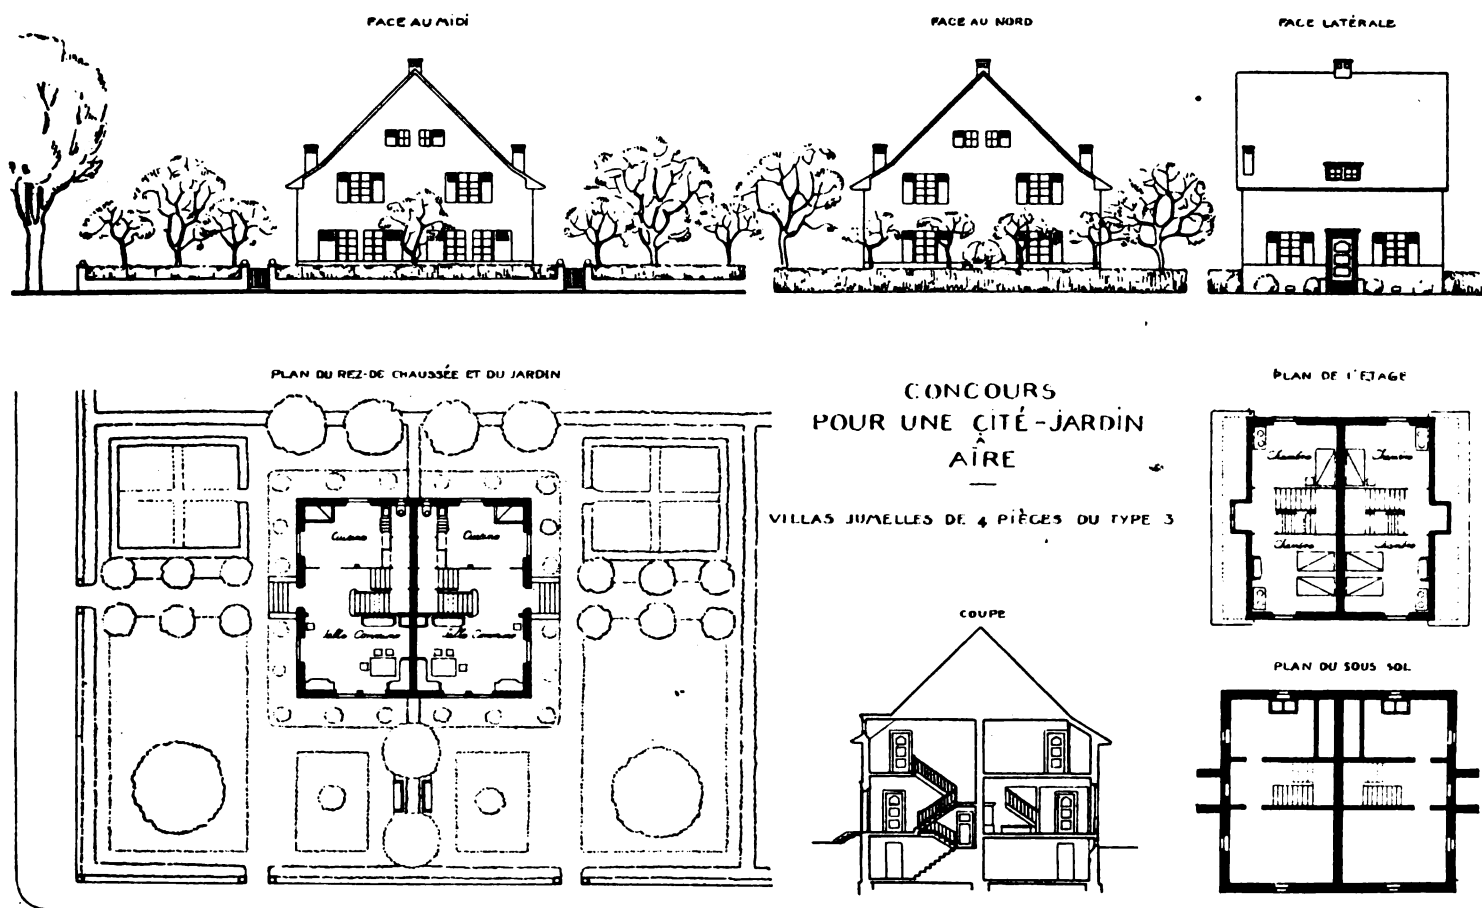 FACE AU MIDI
FACE AU NORD
FACE LATÉRALE
PLAN DU REZ-DE CHAUSSÉE ET DU JARDIN
CONCOURS
POUR UNE CITÉ-JARDIN
À
AÏRE
VILLAS JUMELLES DE 4 PIÈCES DU TYPE 3
PLAN DE L'ETAGE
Chambre
Chambre
Cuisine
Cuisine
Chambre
Chambre
COUPE
Salle Commune
Salle Commune
PLAN DU SOUS SOL